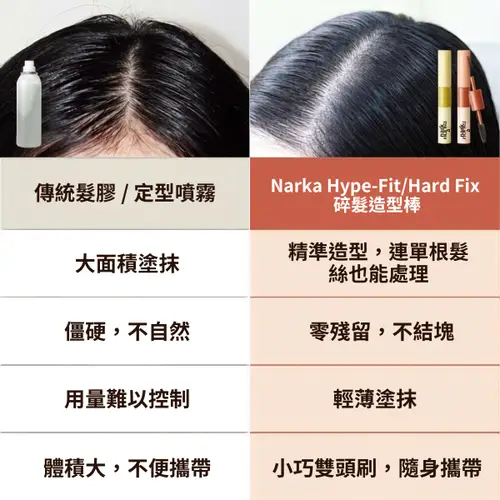 傳統髮膠 / 定型噴霧
Narka Hype-Fit/Hard Fix
碎髮造型棒
大面積塗抹
精準造型，連單根髮
絲也能處理
僵硬，不自然
零殘留，不結塊
用量難以控制
輕薄塗抹
體積大，不便攜帶
小巧雙頭刷，隨身攜帶